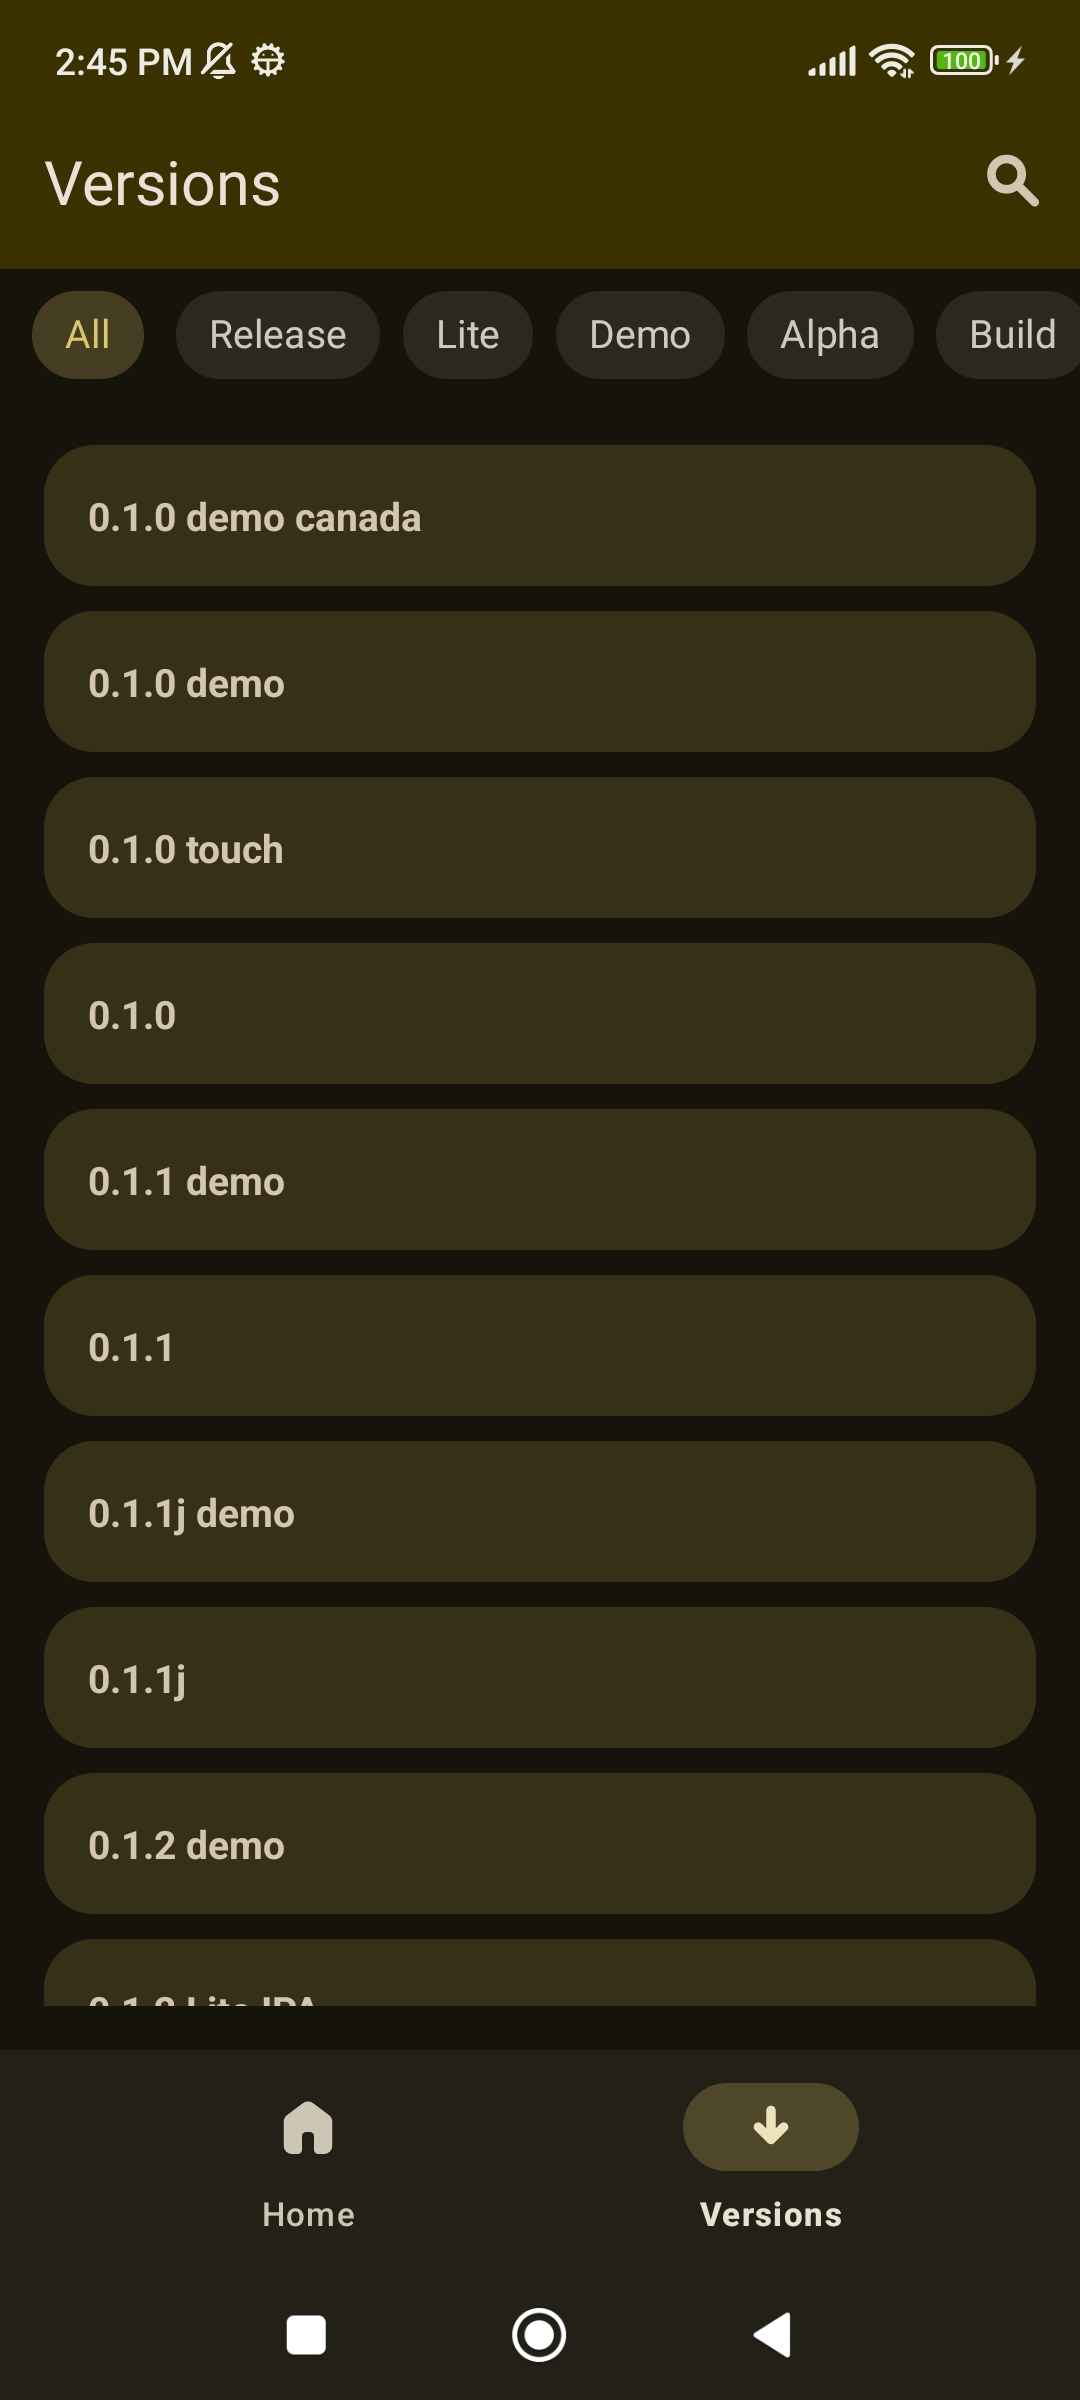 2:45 PM
100
Versions
All Release Lite Demo Alpha Build
0.1.0 demo canada
0.1.0 demo
0.1.0 touch
0.1.0
0.1.1 demo
0.1.1
0.1.1j demo
0.1.1j
0.1.2 demo
Home Versions